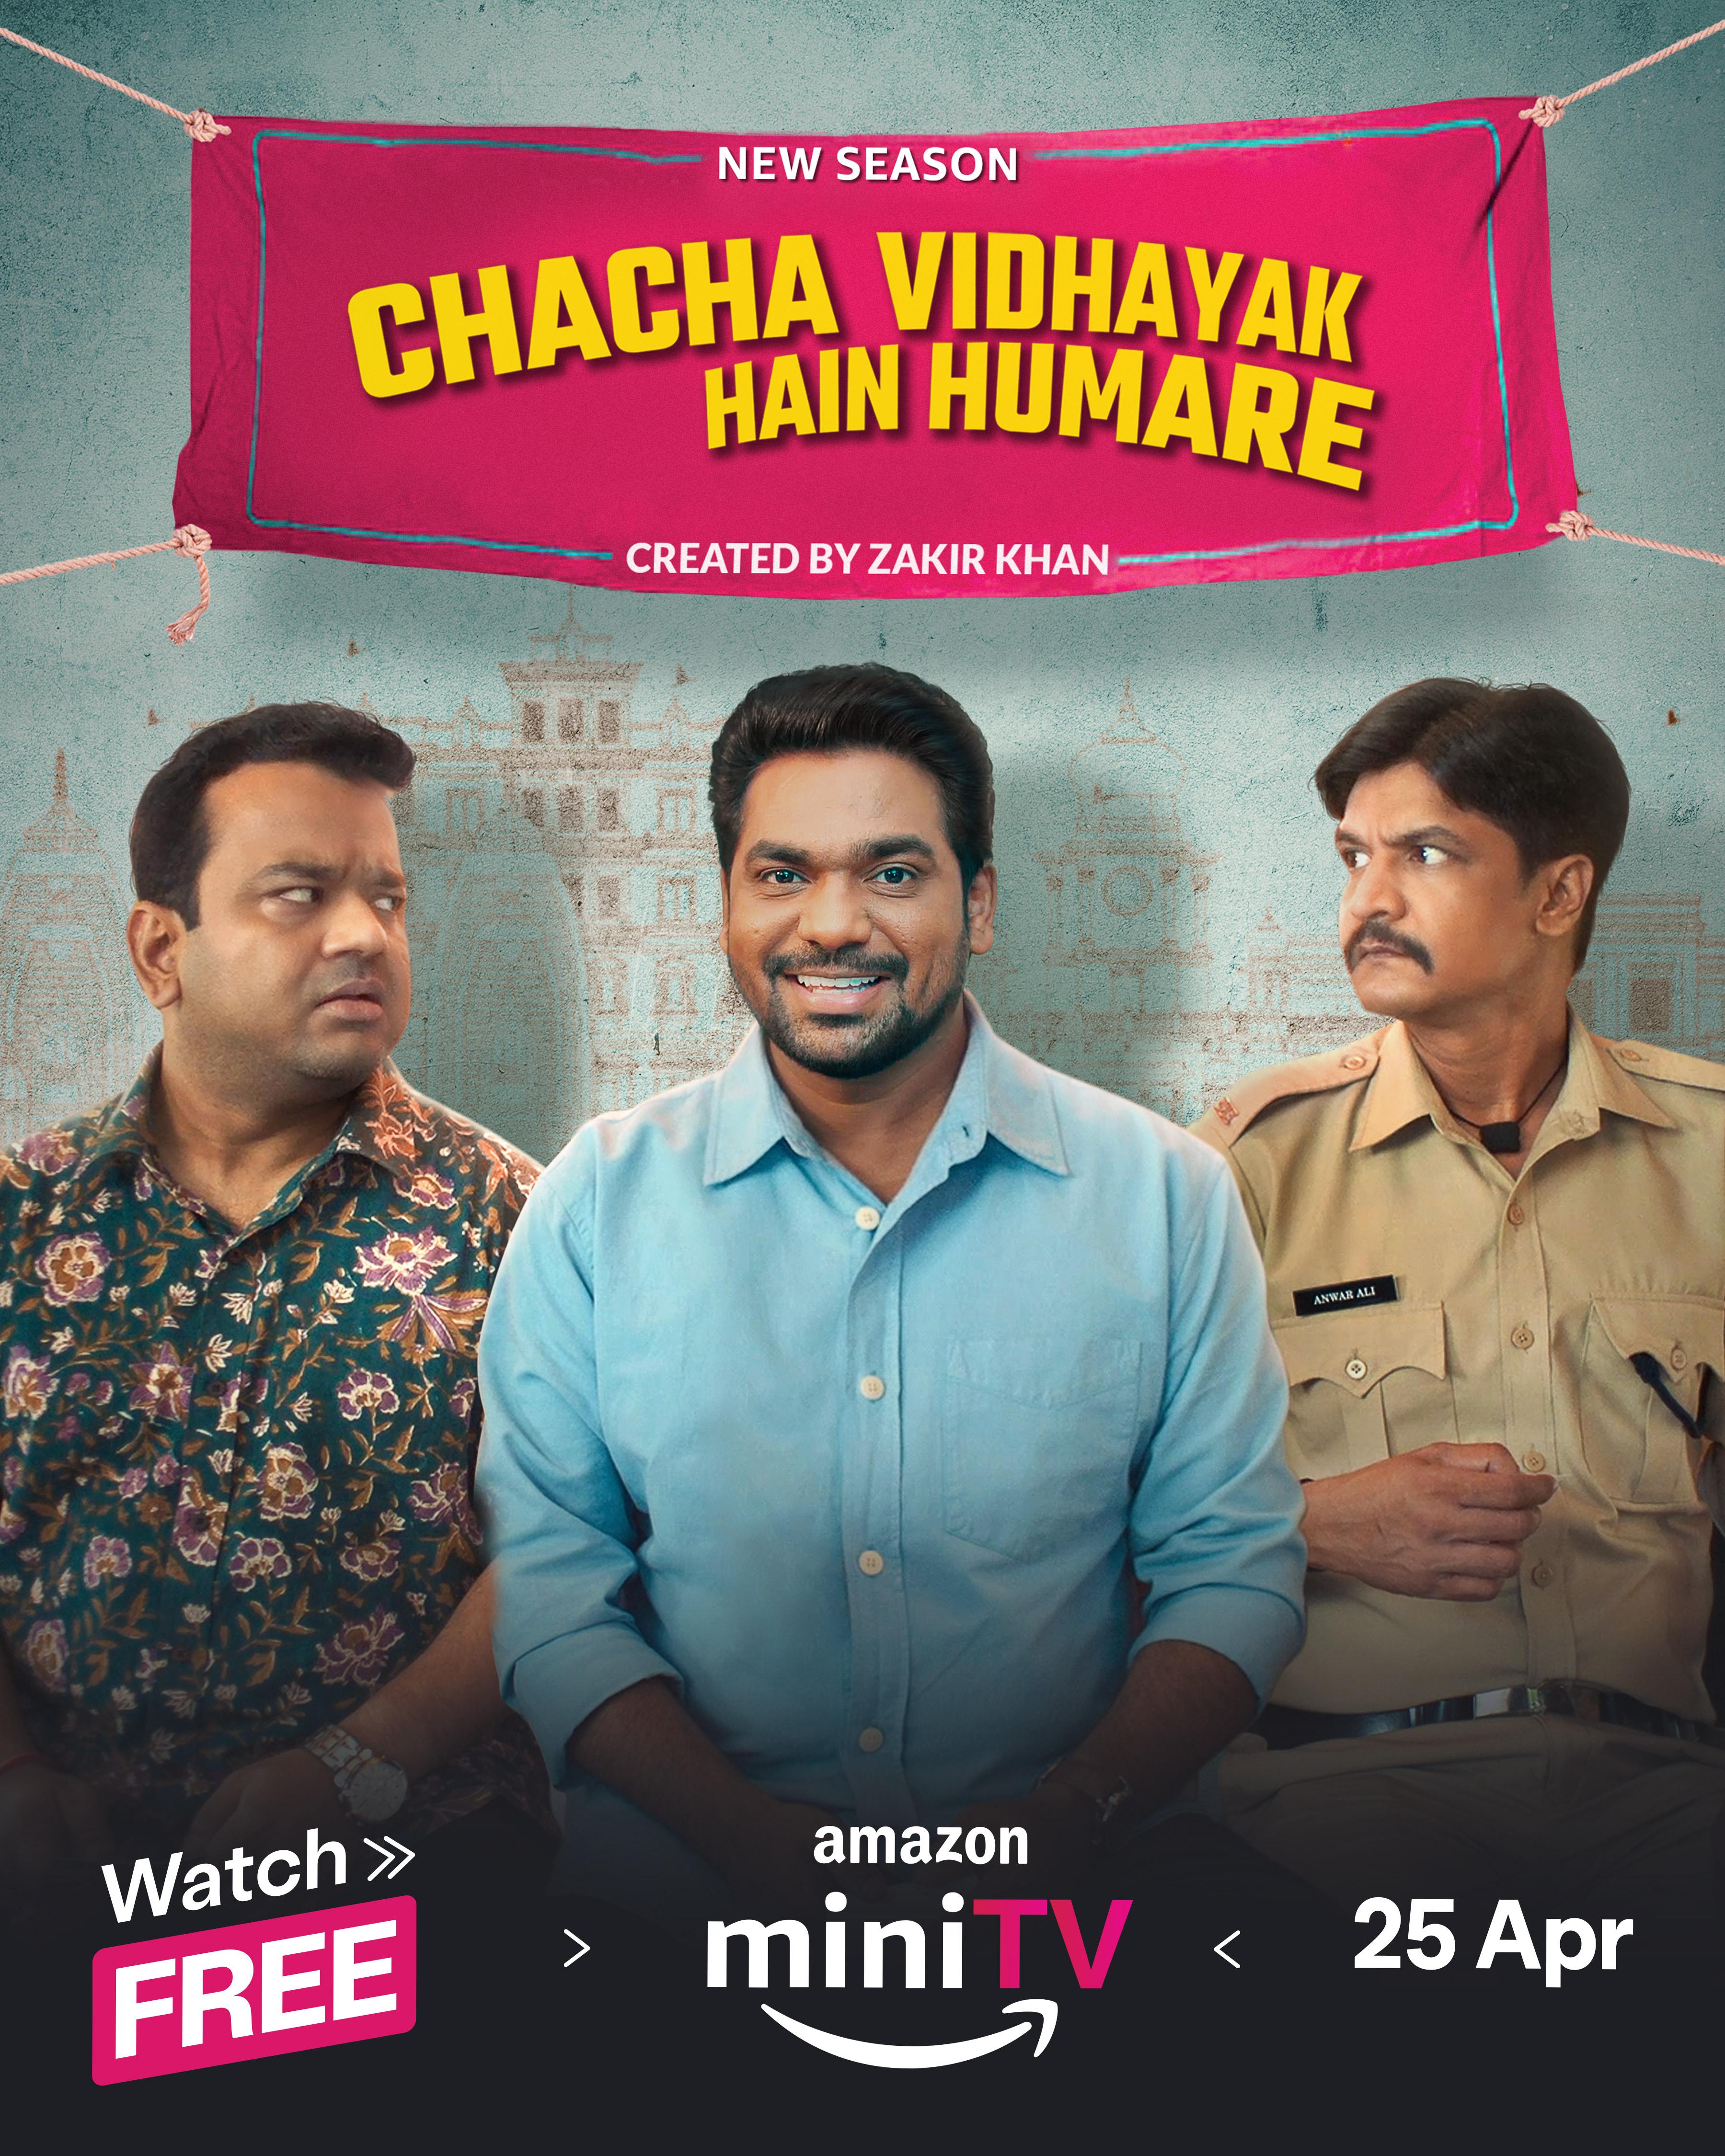 NEW SEASON
CHACHA VIDHAYAK
HAIN HUMARE
CREATED BY ZAKIR KHAN
ANWAR ALI
Watch
FREE
amazon
miniTV
25 Apr